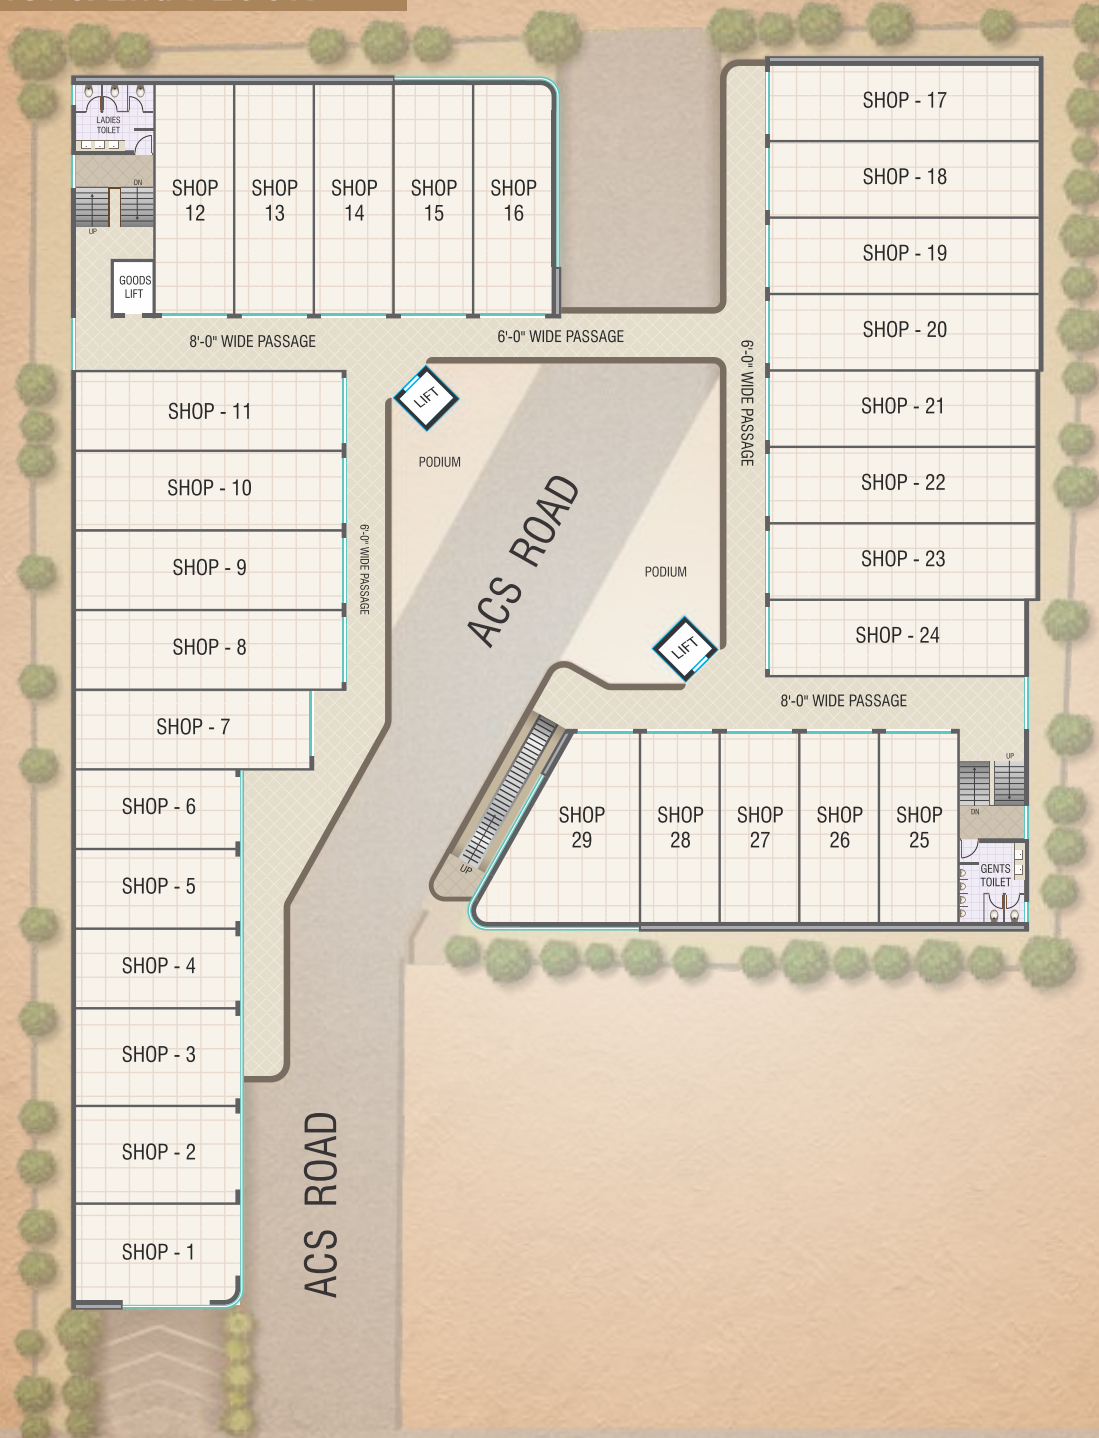 LADIES
TOILET
DN
UP
GOODS
LIFT
SHOP
12
SHOP
13
SHOP
14
SHOP
15
SHOP
16
SHOP - 17
SHOP - 18
SHOP - 19
SHOP - 20
SHOP - 21
SHOP - 22
SHOP - 23
SHOP - 24
8'-0" WIDE PASSAGE
6'-0" WIDE PASSAGE
6'-0" WIDE PASSAGE
LIFT
PODIUM
SHOP - 11
SHOP - 10
SHOP - 9
SHOP - 8
SHOP - 7
SHOP - 6
SHOP - 5
SHOP - 4
SHOP - 3
SHOP - 2
SHOP - 1
6'-0" WIDE PASSAGE
ACS ROAD
PODIUM
LIFT
8'-0" WIDE PASSAGE
UP
SHOP
29
SHOP
28
SHOP
27
SHOP
26
SHOP
25
UP
DN
GENTS
TOILET
ACS ROAD